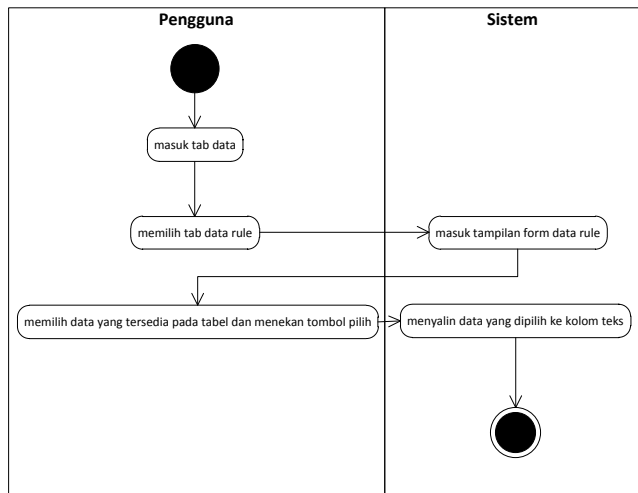 Pengguna
Sistem
masuk tab data
memilih tab data rule
masuk tampilan form data rule
memilih data yang tersedia pada tabel dan menekan tombol pilih
menyalin data yang dipilih ke kolom teks